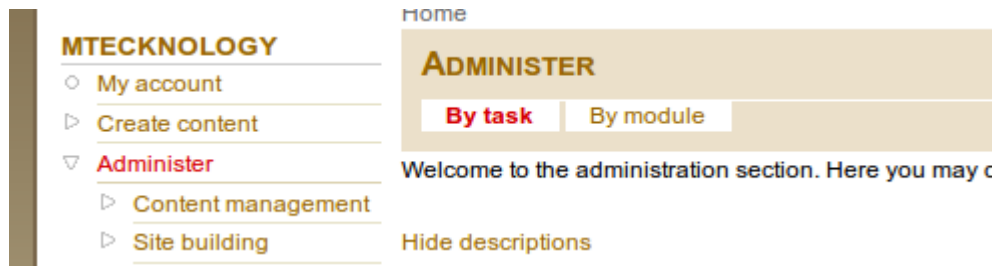 Home
MTECKNOLOGY
My account
Create content
Administer
Content management
Site building
ADMINISTER
By task By module
Welcome to the administration section. Here you may
Hide descriptions